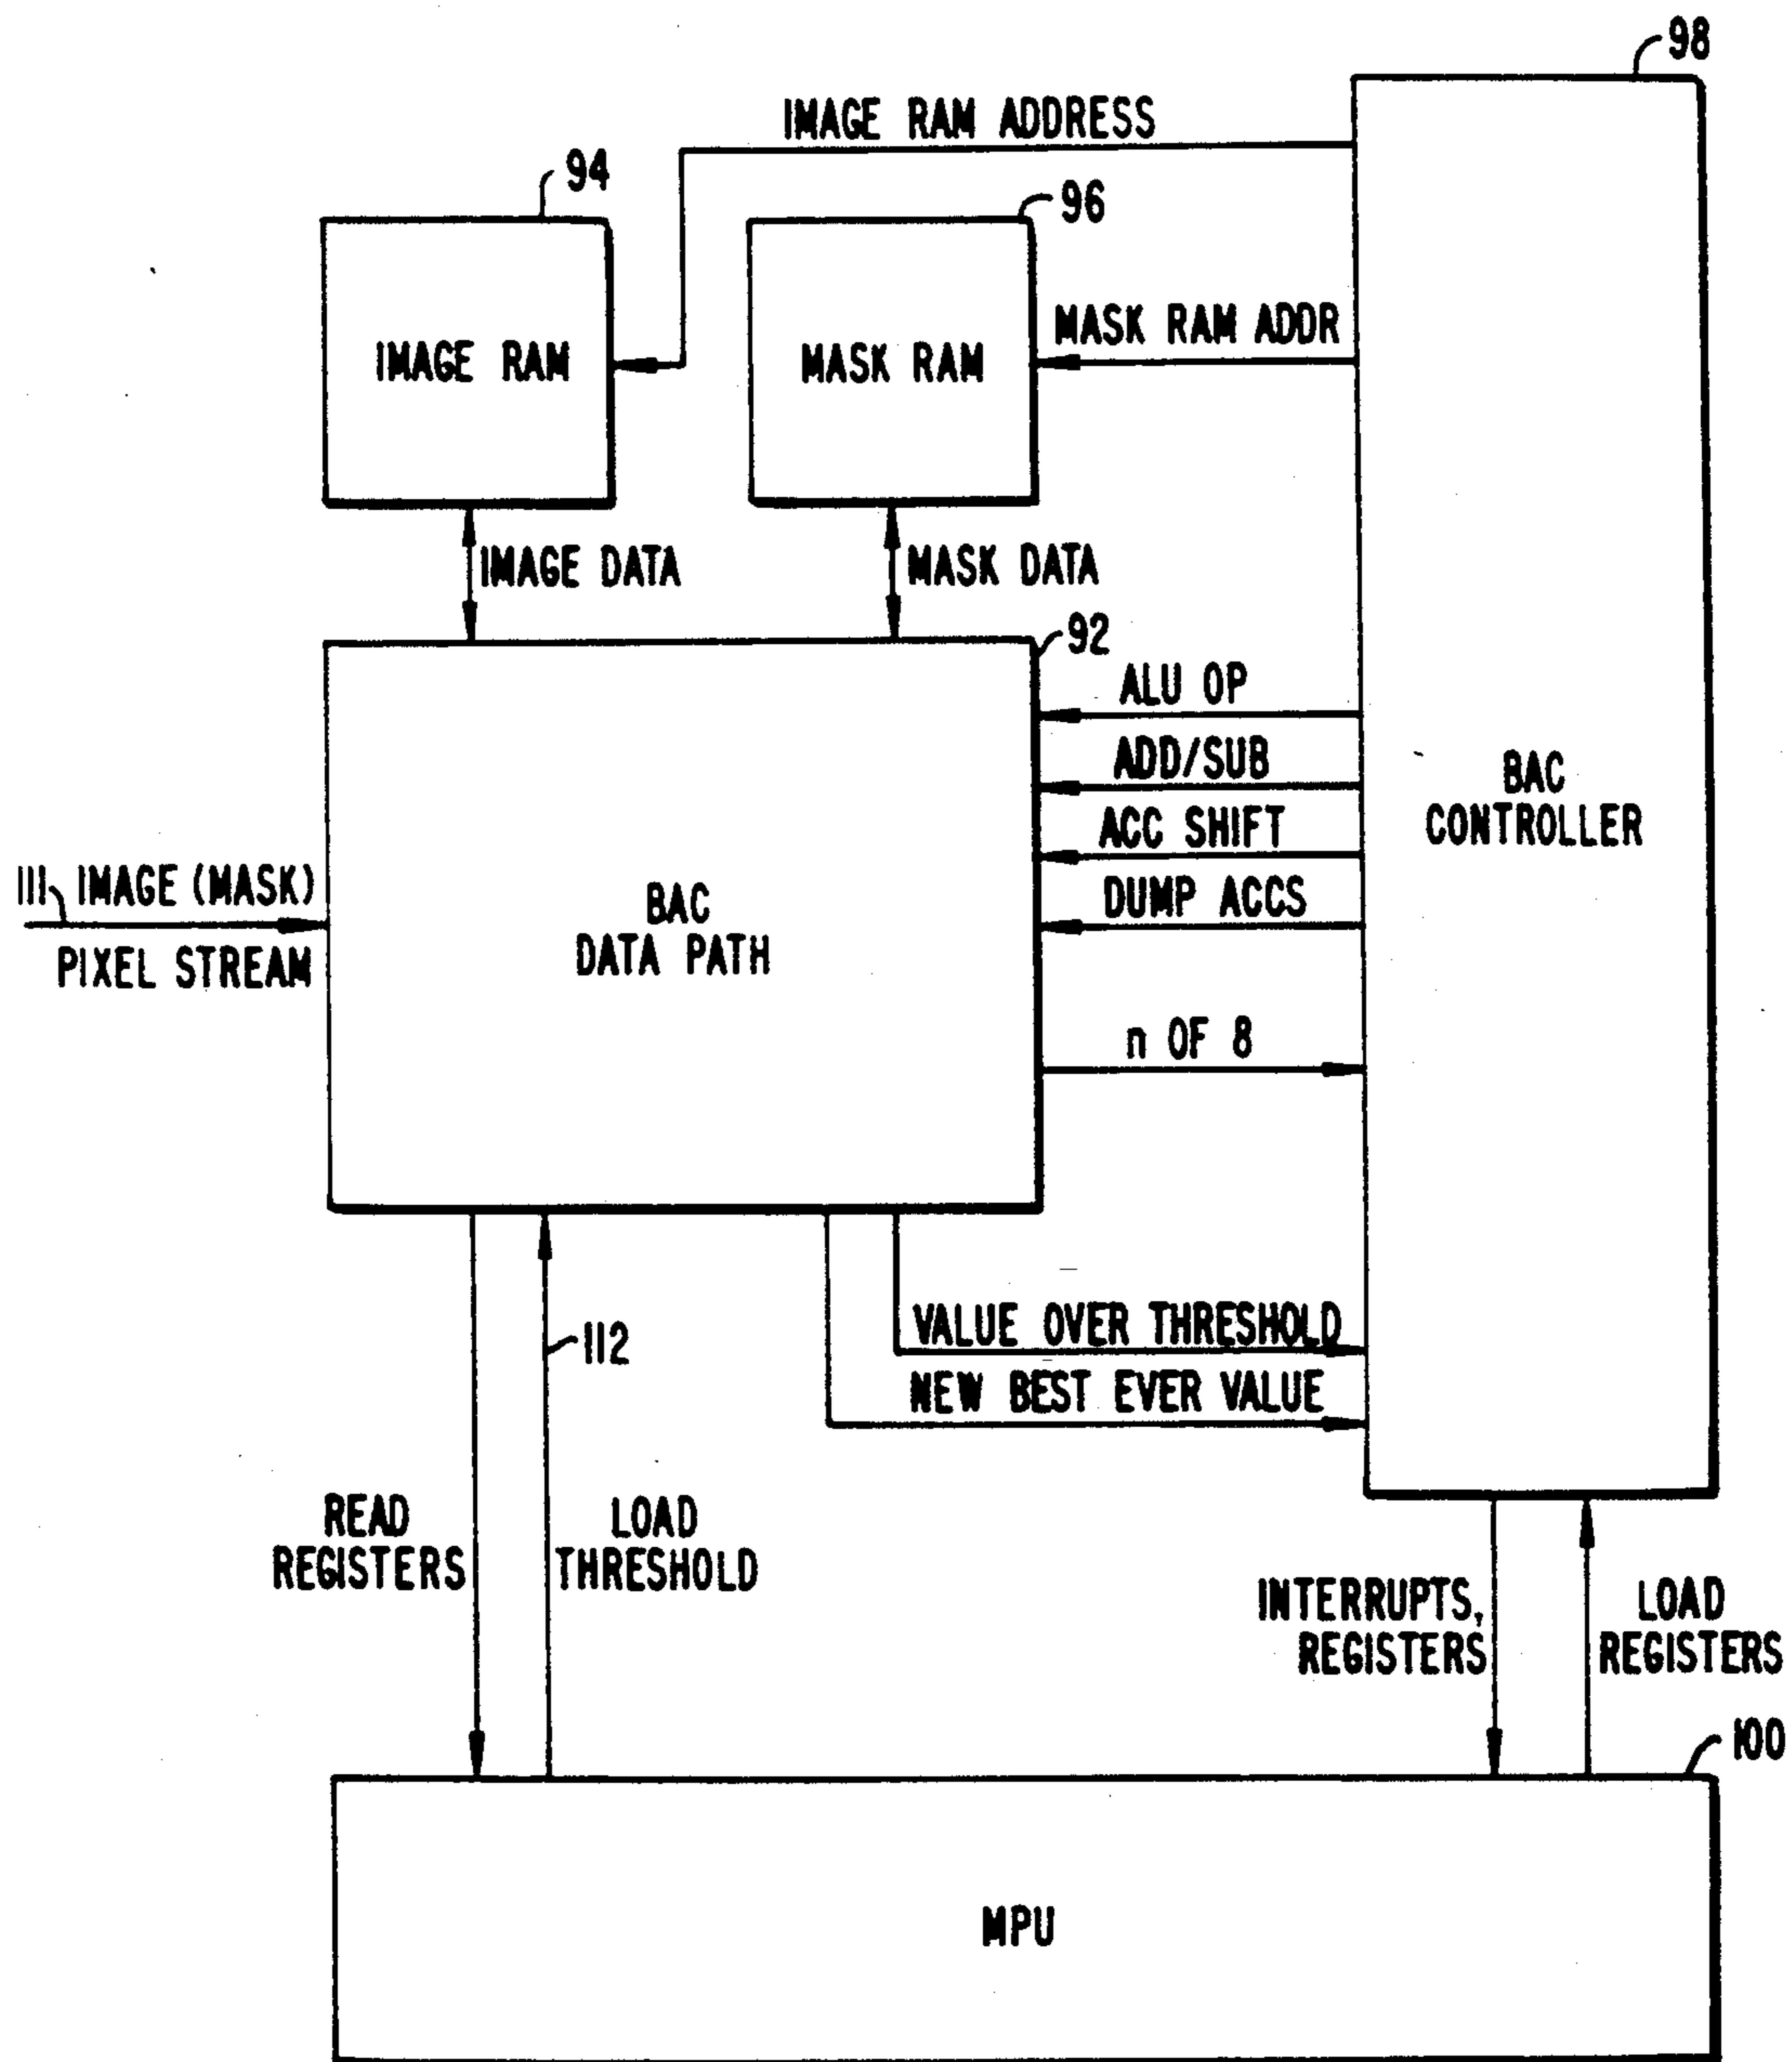 98
IMAGE RAM ADDRESS
94
96
IMAGE RAM
MASK RAM
MASK RAM ADDR
IMAGE DATA
MASK DATA
92
ALU OP
ADD/SUB
ACC SHIFT
DUMP ACCS
BAC
CONTROLLER
111 IMAGE (MASK)
PIXEL STREAM
BAC
DATA PATH
n OF 8
112
VALUE OVER THRESHOLD
NEW BEST EVER VALUE
READ
REGISTERS
LOAD
THRESHOLD
INTERRUPTS,
REGISTERS
LOAD
REGISTERS
100
MPU